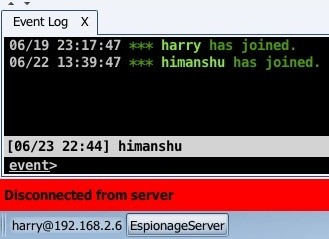 Event Log X
06/19 23:17:47 *** harry has joined.
06/22 13:39:47 *** himanshu has joined.
[06/23 22:44] himanshu
event>
Disconnected from server
harry@192.168.2.6 EspionageServer